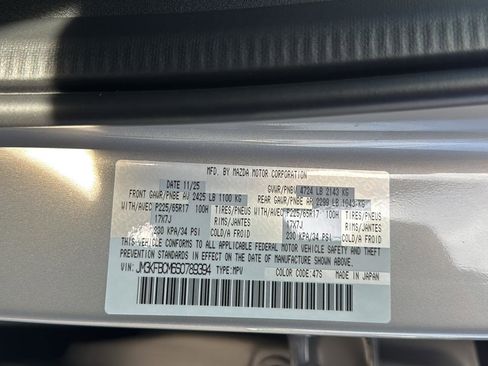 MFD. BY MAZDA MOTOR CORPORATION
DATE 11/25 GVWR/PNBV 4724 LB 2143 KG
FRONT GAWR/PNBE AV 2425 LB 1100 KG REAR GAWR/PNBE AR 2299 LB 1043 KG
WITH/AVEC P225/65R17 100H TIRES/PNEUS WITH/AVEC P225/65R17 100H TIRES/PNEUS
17X7J RIMS/JANTES 17X7J RIMS/JANTES
230 KPA/34 PSI COLD/A FROID 230 KPA/34 PSI COLD/A FROID
THIS VEHICLE CONFORMS TO ALL APPLICABLE FEDERAL MOTOR VEHICLE SAFETY AND THEFT
PREVENTION STANDARDS IN EFFECT ON THE DATE OF MANUFACTURE SHOWN ABOVE.
VIN: JM3KFBCM6S0789394 TYPE: MPV COLOR CODE: 47S MADE IN JAPAN